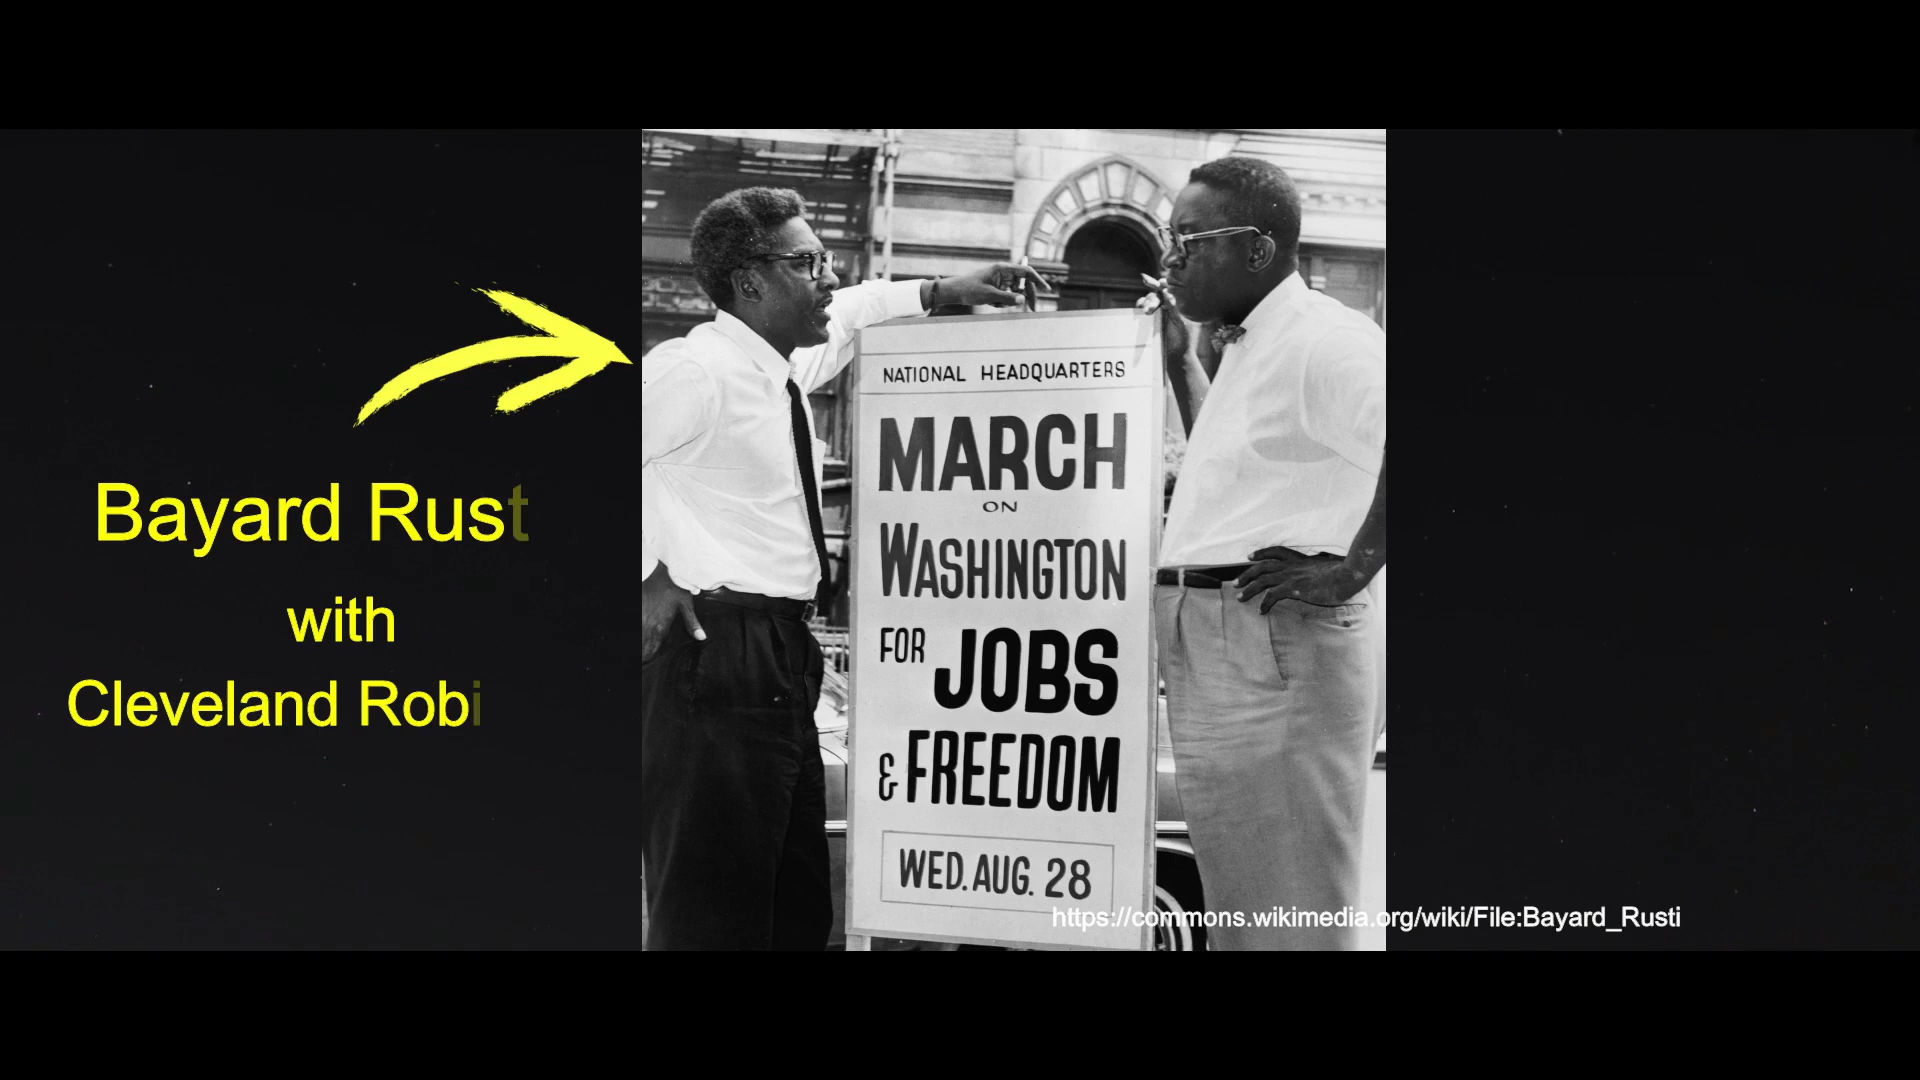 Bayard Rust
with
Cleveland Robi
NATIONAL HEADQUARTERS
MARCH
ON
WASHINGTON
FOR JOBS
& FREEDOM
WED. AUG. 28
https://commons.wikimedia.org/wiki/File:Bayard_Rusti